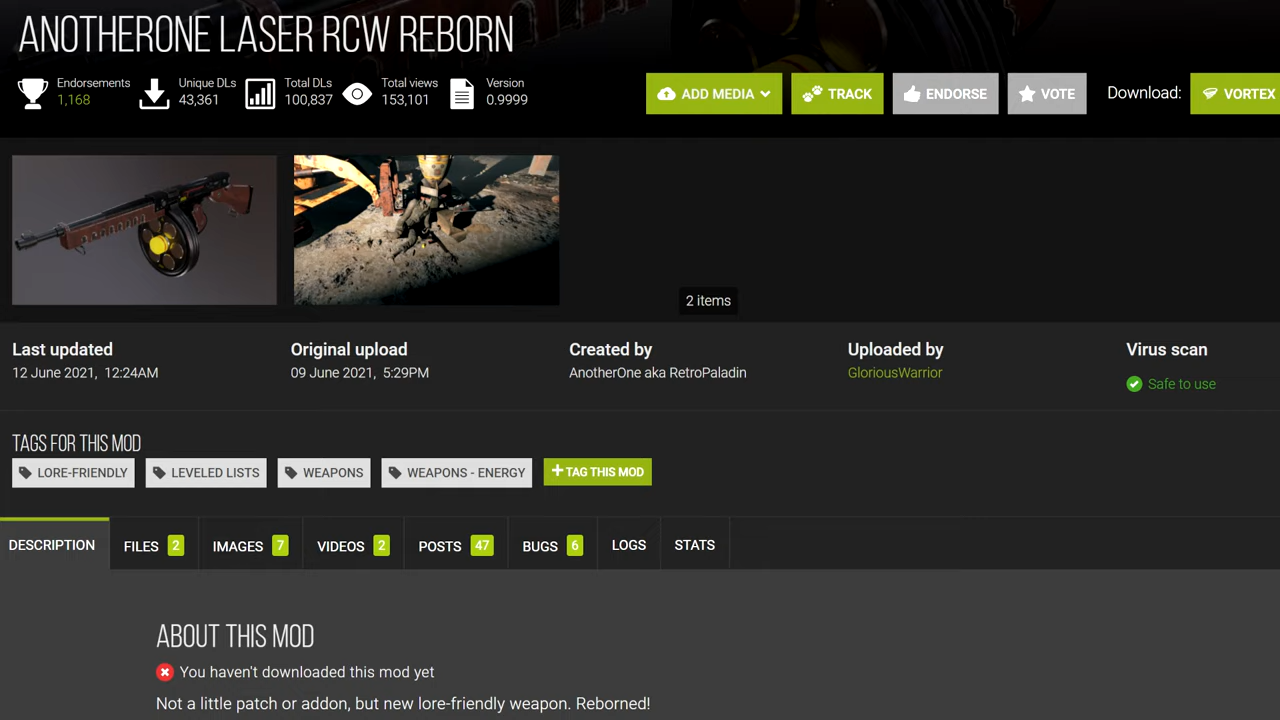 ANOTHERONE LASER RCW REBORN
Endorsements
1,168
Unique DLs
43,361
Total DLs
100,837
Total views
153,101
Version
0.9999
ADD MEDIA
TRACK
ENDORSE
VOTE
Download:
VORTEX
2 items
Last updated
12 June 2021, 12:24AM
Original upload
09 June 2021, 5:29PM
Created by
AnotherOne aka RetroPaladin
Uploaded by
GloriousWarrior
Virus scan
Safe to use
TAGS FOR THIS MOD
LORE-FRIENDLY
LEVELED LISTS
WEAPONS
WEAPONS - ENERGY
+TAG THIS MOD
DESCRIPTION
FILES 2
IMAGES 7
VIDEOS 2
POSTS 47
BUGS 6
LOGS
STATS
ABOUT THIS MOD
You haven't downloaded this mod yet
Not a little patch or addon, but new lore-friendly weapon. Reborned!